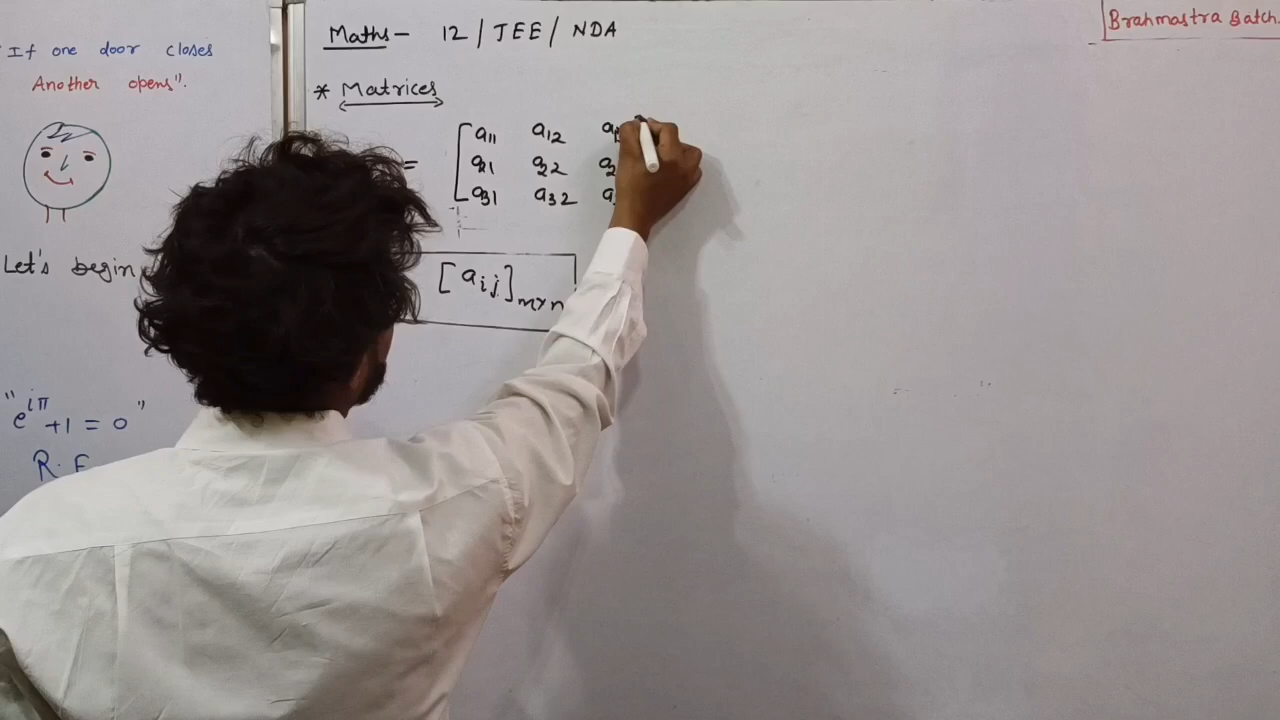 "If one door closes
Another opens".
Let's begin
"e^{iπ} +1 = 0"
R.
Maths - 12 / JEE / NDA
Brahmastra Batch
* Matrices
= [ a11 a12
a21 a22
a31 a32
[aij]m×n